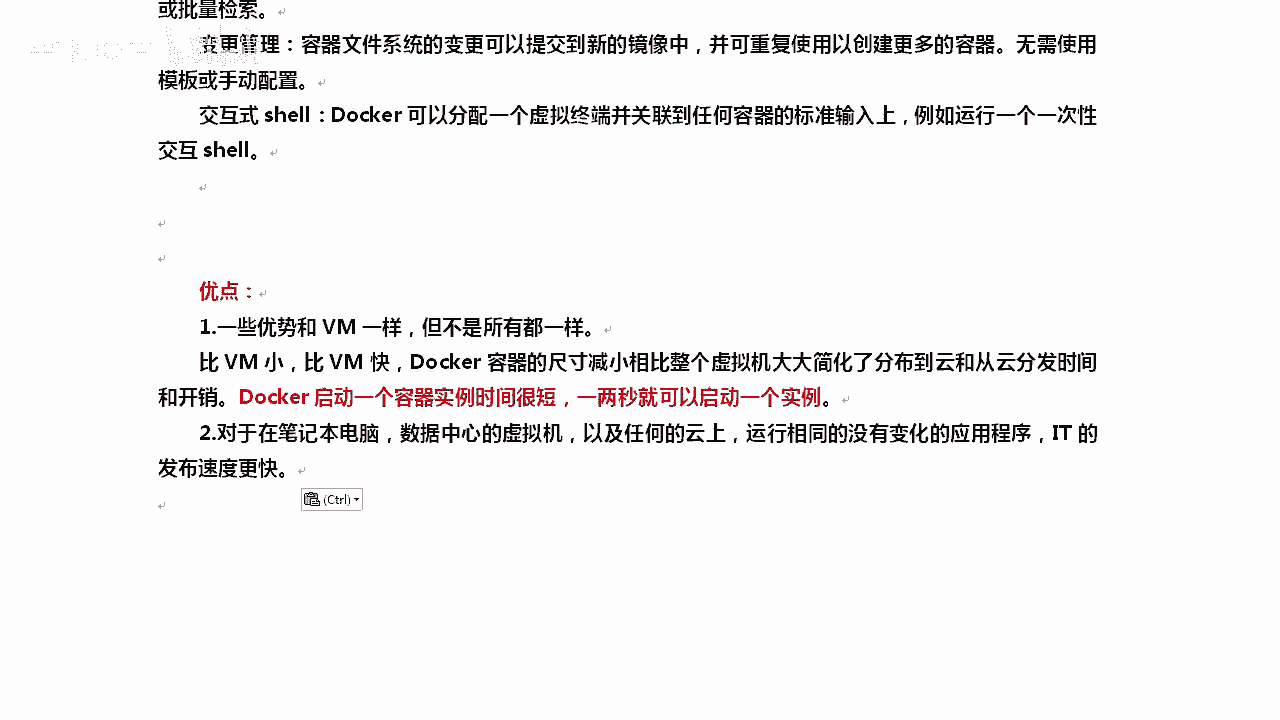 或批量检索。
变更管理：容器文件系统的变更可以提交到新的镜像中，并可重复使用以创建更多的容器。无需使用
模板或手动配置。
交互式 shell：Docker 可以分配一个虚拟终端并关联到任何容器的标准输入上，例如运行一个一次性
交互 shell。
优点：
1.一些优势和 VM 一样，但不是所有都一样。
比 VM 小，比 VM 快，Docker 容器的尺寸减小相比整个虚拟机大大简化了分布到云和从云分发时间
和开销。Docker 启动一个容器实例时间很短，一两秒就可以启动一个实例。
2.对于在笔记本电脑，数据中心的虚拟机，以及任何的云上，运行相同的没有变化的应用程序，IT 的
发布速度更快。
(Ctrl)